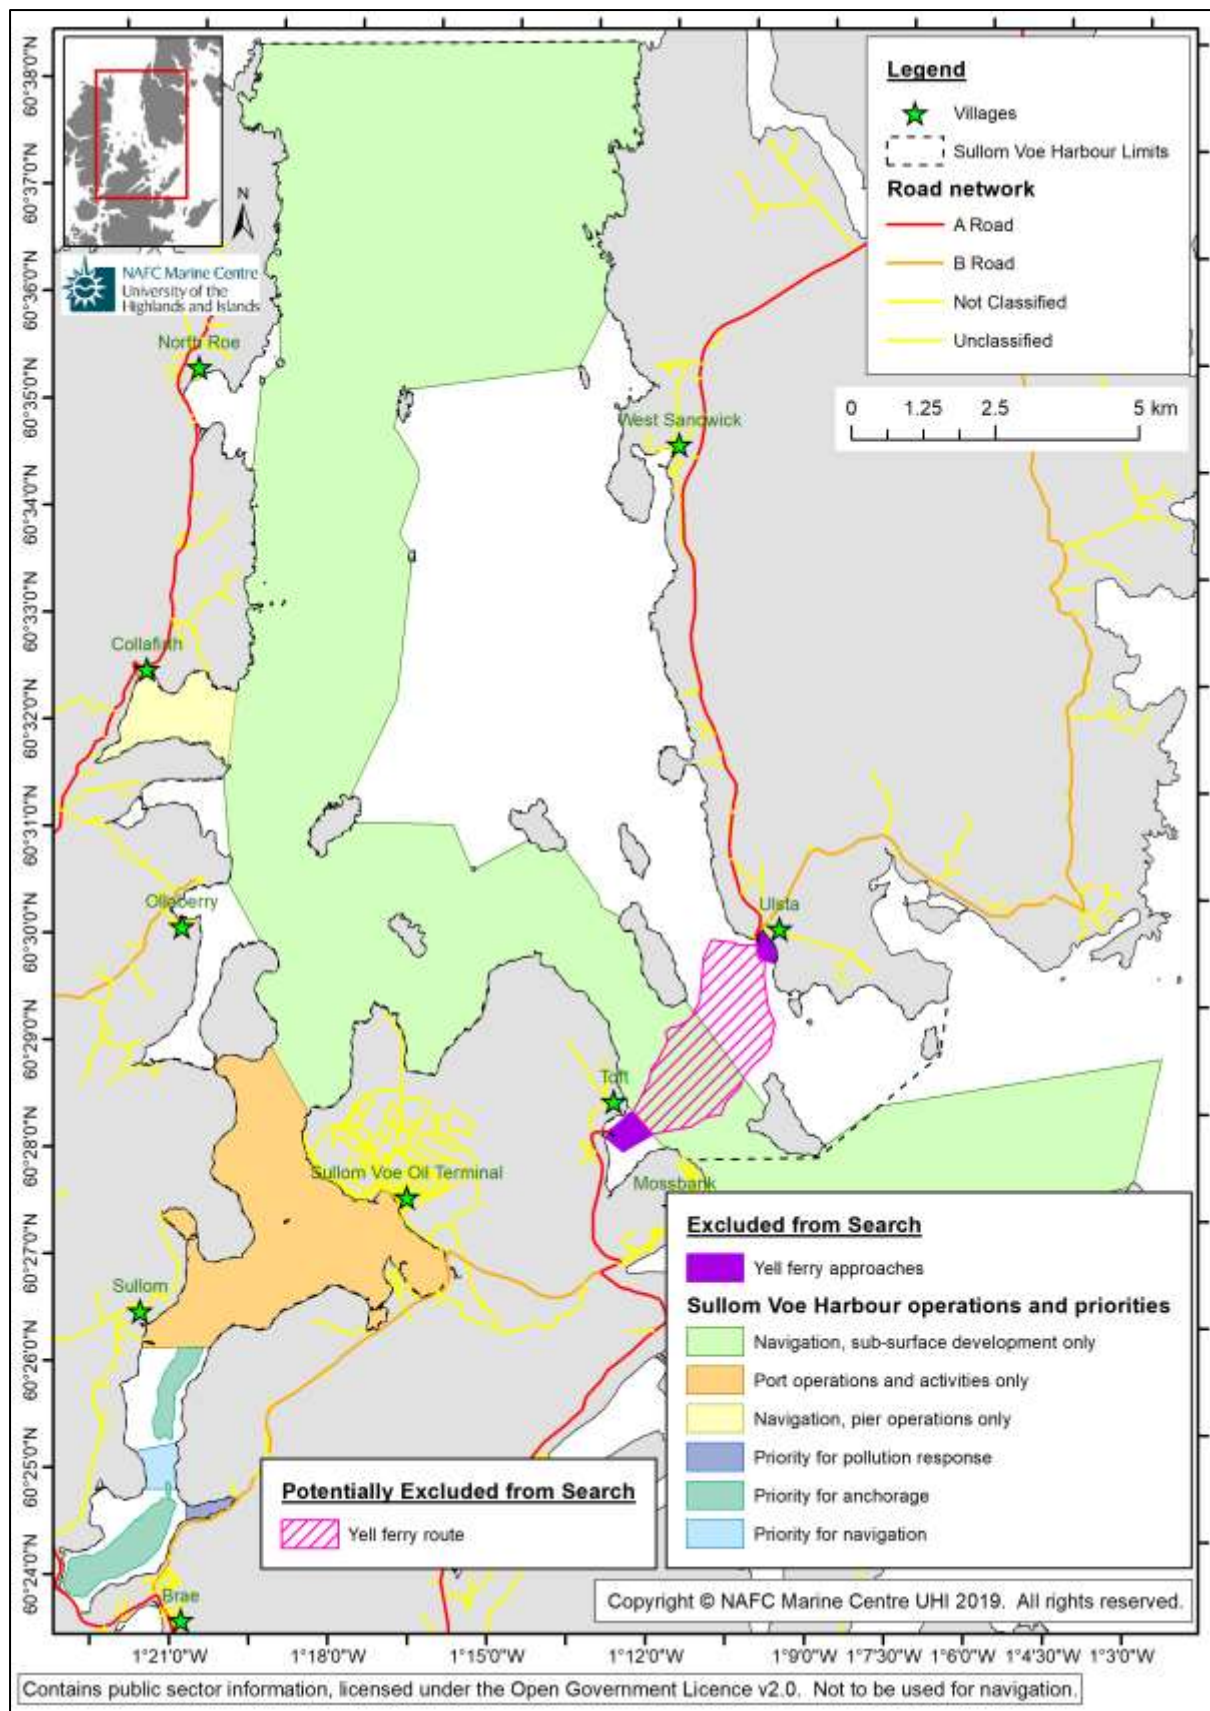 Legend
Villages
Sullom Voe Harbour Limits
Road network
A Road
B Road
Not Classified
Unclassified
0 1.25 2.5 5 km
N
NAFC Marine Centre
University of the
Highlands and Islands
60°38'0"N
60°37'0"N
60°36'0"N
60°35'0"N
60°34'0"N
60°33'0"N
60°32'0"N
60°31'0"N
60°30'0"N
60°29'0"N
60°28'0"N
60°27'0"N
60°26'0"N
60°25'0"N
60°24'0"N
North Roe
West Sandwick
Collafirth
Ollaberry
Ulsta
Toft
Sullom Voe Oil Terminal
Mossbank
Sullom
Brae
Excluded from Search
Yell ferry approaches
Sullom Voe Harbour operations and priorities
Navigation, sub-surface development only
Port operations and activities only
Navigation, pier operations only
Priority for pollution response
Priority for anchorage
Priority for navigation
Potentially Excluded from Search
Yell ferry route
Copyright © NAFC Marine Centre UHI 2019. All rights reserved.
1°21'0"W 1°18'0"W 1°15'0"W 1°12'0"W 1°9'0"W 1°7'30"W 1°6'0"W 1°4'30"W 1°3'0"W
Contains public sector information, licensed under the Open Government Licence v2.0. Not to be used for navigation.